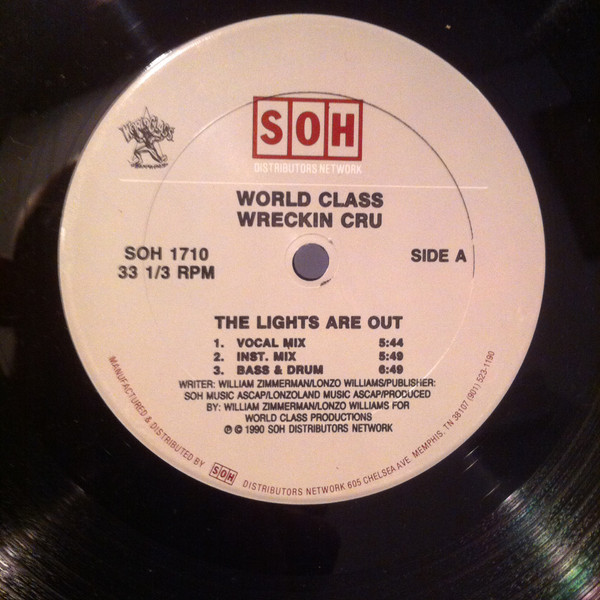 WORLD CLASS
SOH
DISTRIBUTORS NETWORK
WORLD CLASS
WRECKIN CRU
SOH 1710
33 1/3 RPM
SIDE A
THE LIGHTS ARE OUT
1. VOCAL MIX 5:44
2. INST. MIX 5:49
3. BASS & DRUM 6:49
WRITER: WILLIAM ZIMMERMAN/LONZO WILLIAMS/PUBLISHER:
SOH MUSIC ASCAP/LONZOLAND MUSIC ASCAP/PRODUCED
BY: WILLIAM ZIMMERMAN/LONZO WILLIAMS FOR
WORLD CLASS PRODUCTIONS
℗ © 1990 SOH DISTRIBUTORS NETWORK
MANUFACTURED & DISTRIBUTED BY SOH DISTRIBUTORS NETWORK 605 CHELSEA AVE. MEMPHIS, TN 38107 (901) 523-1190